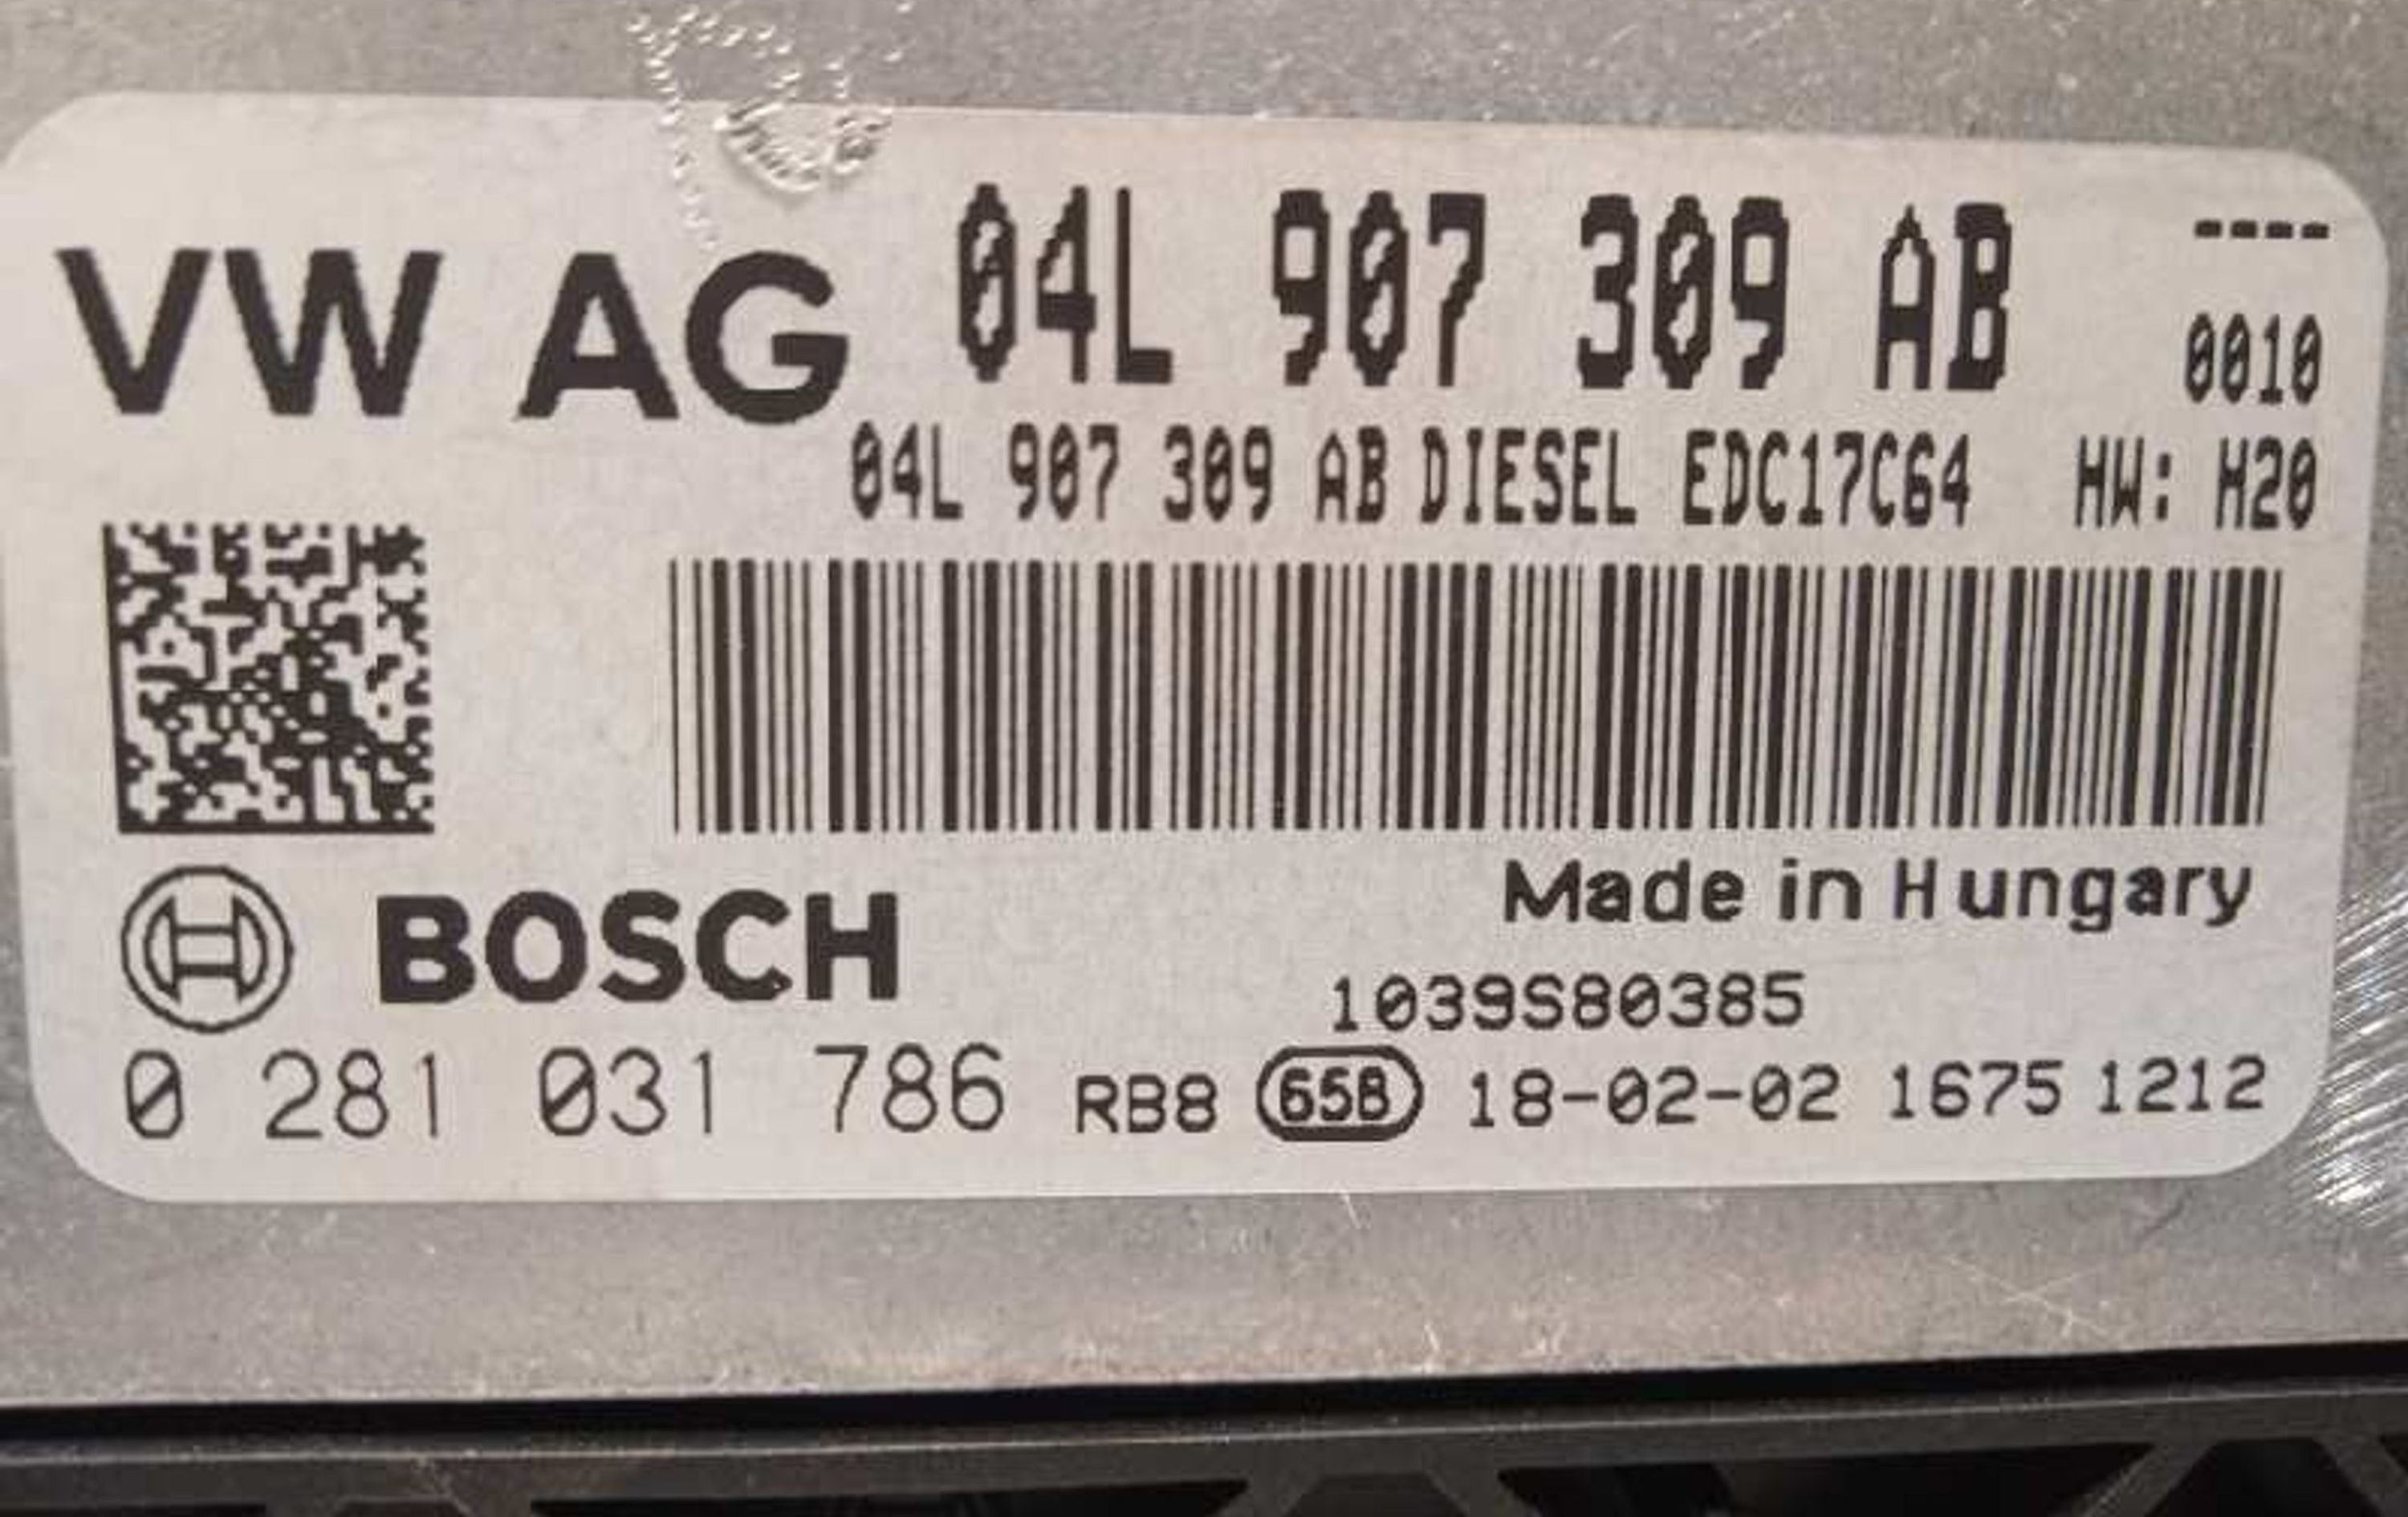 VW AG 04L 907 309 AB ----
0010
04L 907 309 AB DIESEL EDC17C64 HW: H20
Made in Hungary
BOSCH
1039S80385
0 281 031 786 RB8 65B 18-02-02 1675 1212